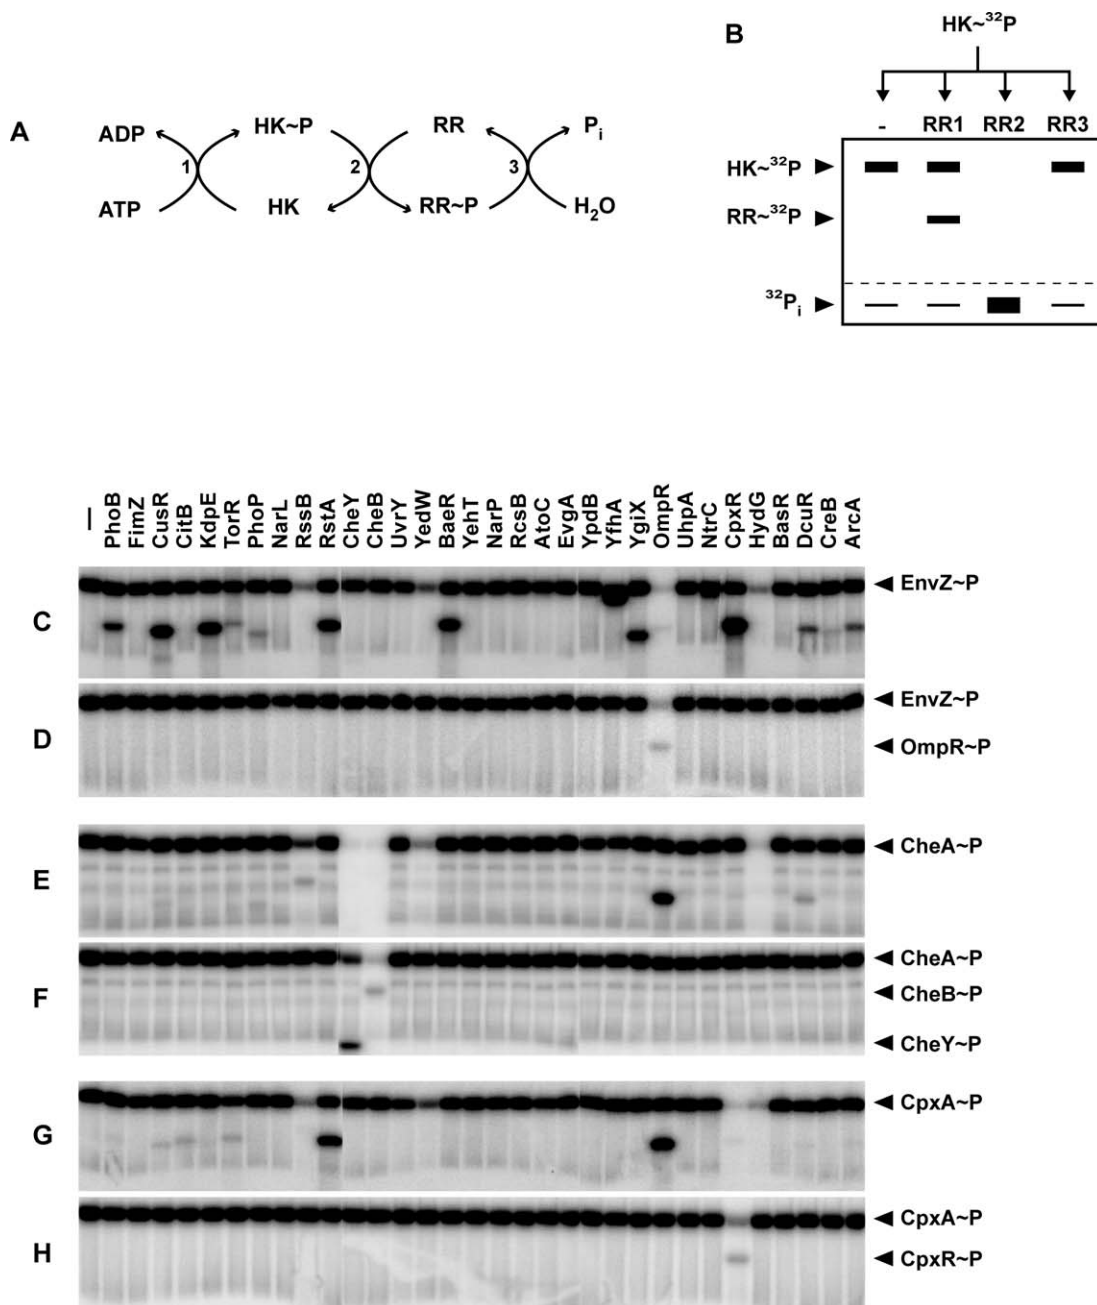 A
ADP HK~P RR Pi
1 2 3
ATP HK RR~P H2O
B
HK~32P
- RR1 RR2 RR3
HK~32P
RR~32P
32Pi
— PhoB FimZ CusR CitB KdpE TorR PhoP NarL RssB RstA CheY CheB UvrY YedW BaeR YehT NarP RcsB AtoC EvgA YpdB YfhA YgiX OmpR UhpA NtrC CpxR HydG BasR DcuR CreB ArcA
C
EnvZ~P
D
EnvZ~P
OmpR~P
E
CheA~P
F
CheA~P
CheB~P
CheY~P
G
CpxA~P
H
CpxA~P
CpxR~P